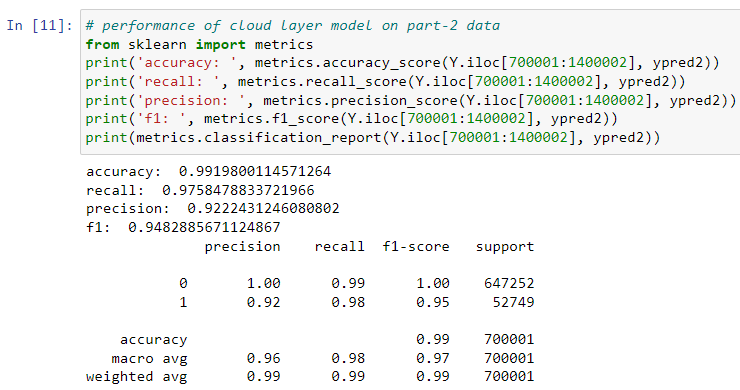 In [11]: # performance of cloud layer model on part-2 data
from sklearn import metrics
print('accuracy: ', metrics.accuracy_score(Y.iloc[700001:1400002], ypred2))
print('recall: ', metrics.recall_score(Y.iloc[700001:1400002], ypred2))
print('precision: ', metrics.precision_score(Y.iloc[700001:1400002], ypred2))
print('f1: ', metrics.f1_score(Y.iloc[700001:1400002], ypred2))
print(metrics.classification_report(Y.iloc[700001:1400002], ypred2))
accuracy:  0.9919800114571264
recall:  0.9758478833721966
precision:  0.9222431246080802
f1:  0.9482885671124867
precision recall f1-score support
0 1.00 0.99 1.00 647252
1 0.92 0.98 0.95 52749
accuracy 0.99 700001
macro avg 0.96 0.98 0.97 700001
weighted avg 0.99 0.99 0.99 700001